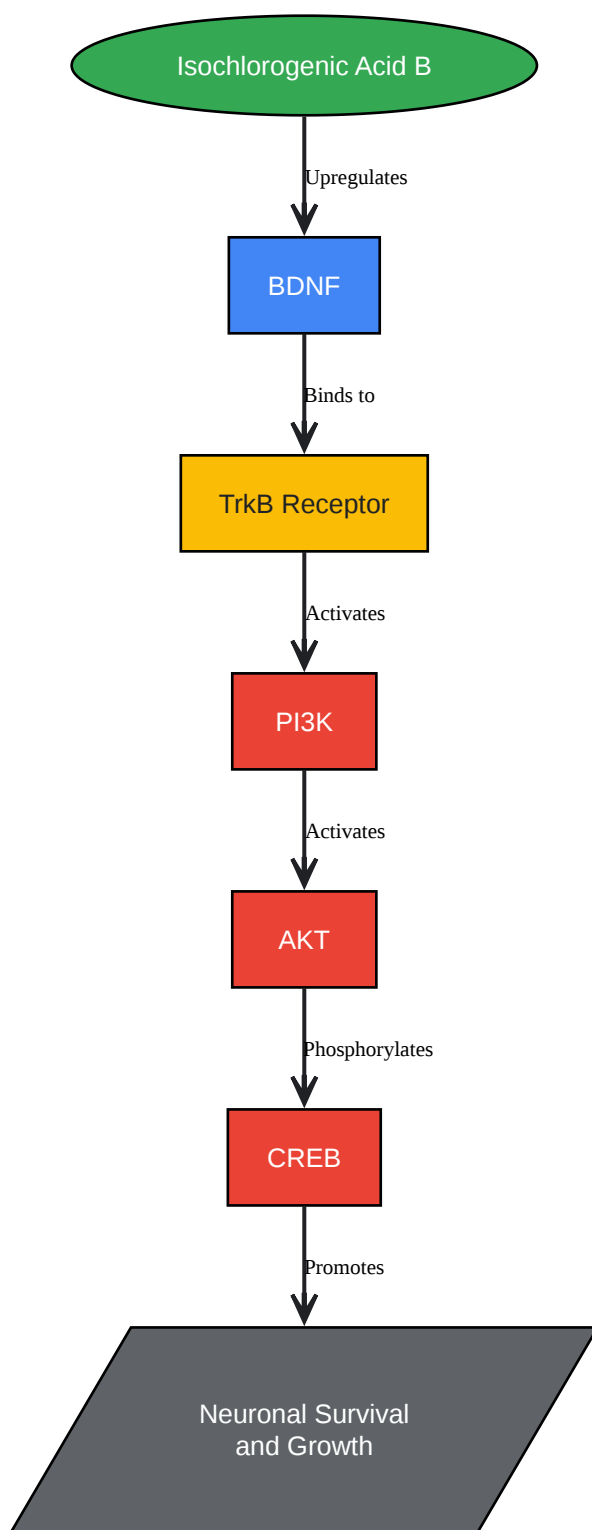 Isochlorogenic Acid B
Upregulates
BDNF
Binds to
TrkB Receptor
Activates
PI3K
Activates
AKT
Phosphorylates
CREB
Promotes
Neuronal Survival
and Growth